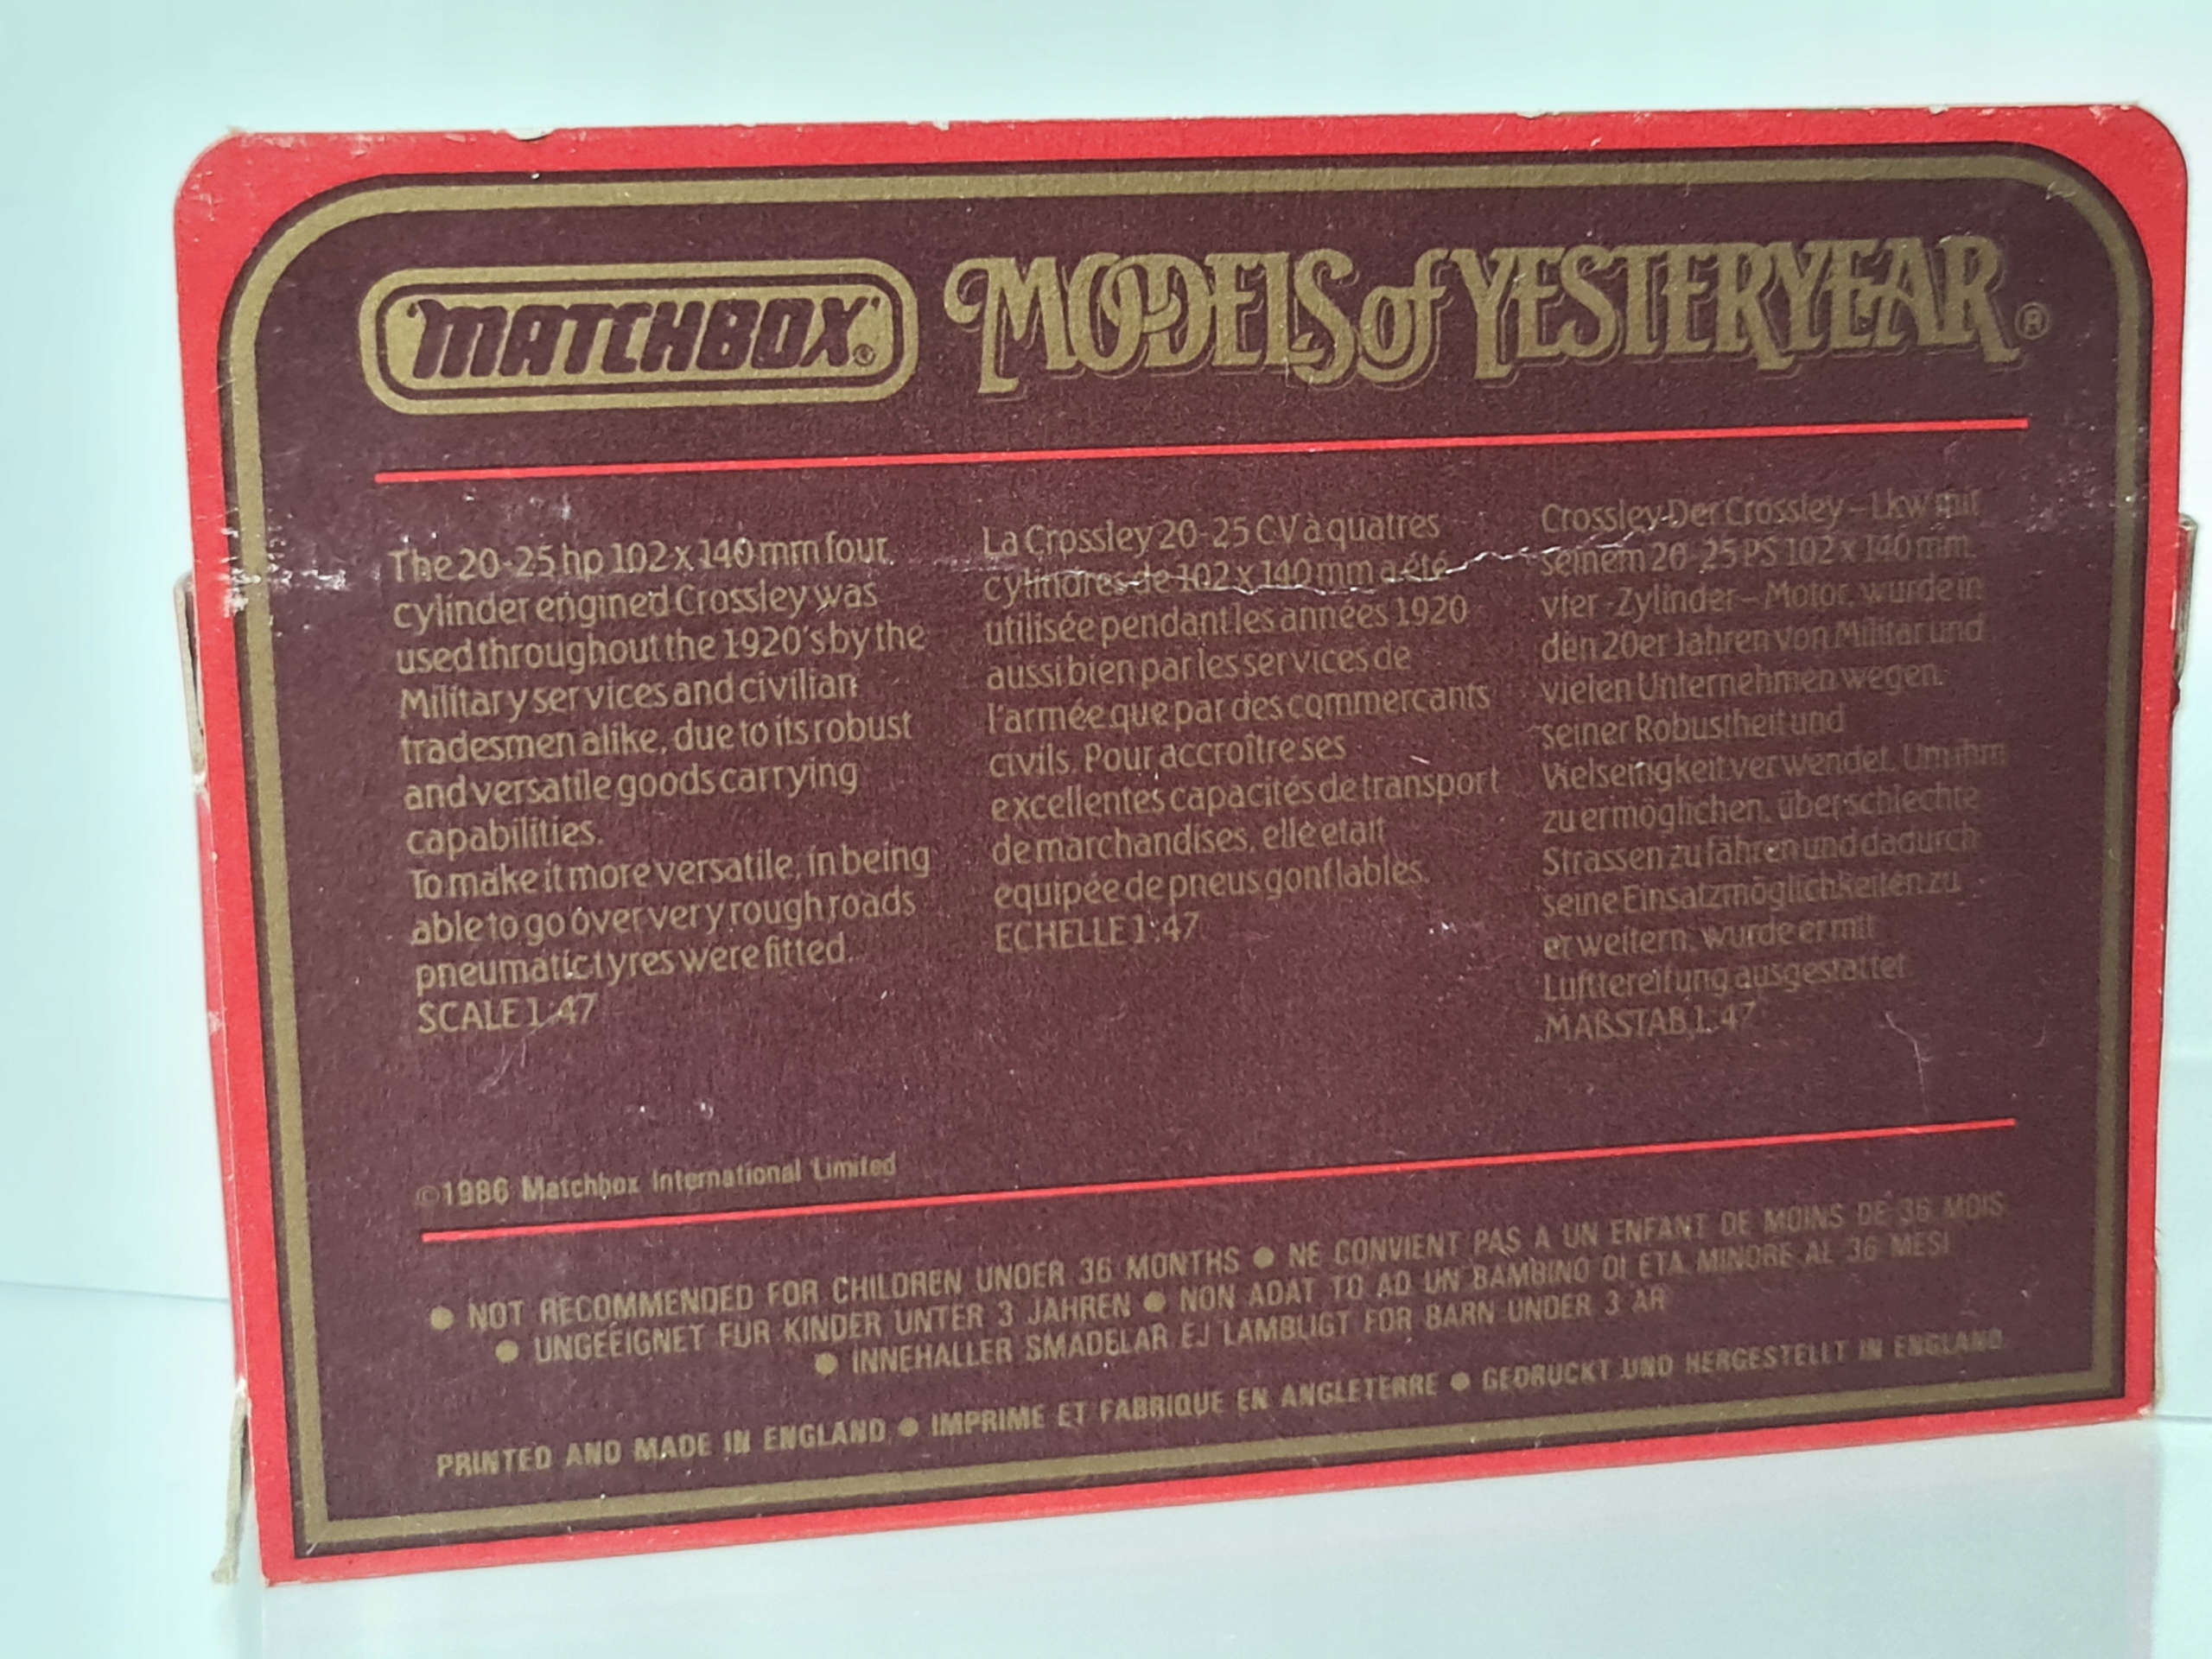 "MATCHBOX"® MODELS of YESTERYEAR®
The 20-25 hp 102 x 140 mm four
cylinder engined Crossley was
used throughout the 1920's by the
Military services and civilian
tradesmen alike, due to its robust
and versatile goods carrying
capabilities.
To make it more versatile, in being
able to go over very rough roads
pneumatic tyres were fitted.
SCALE 1:47
La Crossley 20-25 CV à quatres
cylindres de 102 x 140 mm a été
utilisée pendant les années 1920
aussi bien par les services de
l'armée que par des commercants
civils. Pour accroître ses
excellentes capacités de transport
de marchandises, elle etait
equipée de pneus gonflables.
ECHELLE 1:47
Crossley Der Crossley – Lkw mit
seinem 20-25 PS 102 x 140 mm.
vier-Zylinder – Motor, wurde in
den 20er Jahren von Militär und
vielen Unternehmen wegen
seiner Robustheit und
Vielseitigkeit verwendet. Um ihm
zu ermöglichen, über schlechte
Strassen zu fahren und dadurch
seine Einsatzmöglichkeiten zu
erweitern, wurde er mit
Lufttereifung ausgestattet
MAßSTAB 1:47
©1986 Matchbox International Limited
● NOT RECOMMENDED FOR CHILDREN UNDER 36 MONTHS ● NE CONVIENT PAS A UN ENFANT DE MOINS DE 36 MOIS
● UNGEEIGNET FÜR KINDER UNTER 3 JAHREN ● NON ADAT TO AD UN BAMBINO DI ETA MINORE AL 36 MESI
● INNEHALLER SMADELAR EJ LAMBLIGT FOR BARN UNDER 3 AR
PRINTED AND MADE IN ENGLAND ● IMPRIME ET FABRIQUE EN ANGLETERRE ● GEDRUCKT UND HERGESTELLT IN ENGLAND